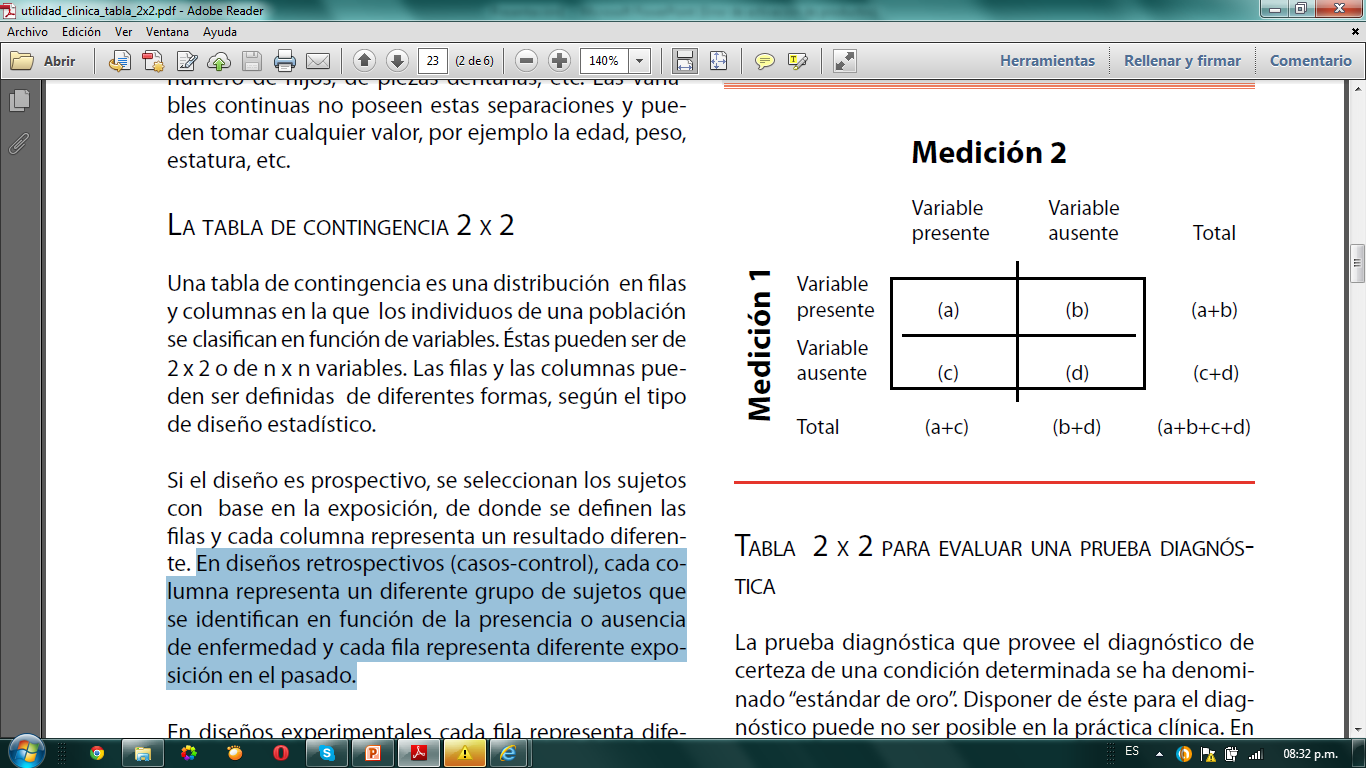 utilidad_clinica_tabla_2x2.pdf - Adobe Reader
Archivo Edición Ver Ventana Ayuda
Abrir 23 (2 de 6) 140% Herramientas Rellenar y firmar Comentario
número de hijos, de piezas dentarias, etc. Las varia-
bles continuas no poseen estas separaciones y pue-
den tomar cualquier valor, por ejemplo la edad, peso,
estatura, etc.
LA TABLA DE CONTINGENCIA 2 X 2
Una tabla de contingencia es una distribución en filas
y columnas en la que los individuos de una población
se clasifican en función de variables. Éstas pueden ser de
2 x 2 o de n x n variables. Las filas y las columnas pue-
den ser definidas de diferentes formas, según el tipo
de diseño estadístico.
Si el diseño es prospectivo, se seleccionan los sujetos
con base en la exposición, de donde se definen las
filas y cada columna representa un resultado diferen-
te. En diseños retrospectivos (casos-control), cada co-
lumna representa un diferente grupo de sujetos que
se identifican en función de la presencia o ausencia
de enfermedad y cada fila representa diferente expo-
sición en el pasado.
En diseños experimentales cada fila representa dife-
Medición 2
Variable Variable
presente ausente Total
Medición 1
Variable
presente (a) (b) (a+b)
Variable
ausente (c) (d) (c+d)
Total (a+c) (b+d) (a+b+c+d)
TABLA 2 X 2 PARA EVALUAR UNA PRUEBA DIAGNÓS-
TICA
La prueba diagnóstica que provee el diagnóstico de
certeza de una condición determinada se ha denomi-
nado “estándar de oro”. Disponer de éste para el diag-
nóstico puede no ser posible en la práctica clínica. En
ES 08:32 p.m.